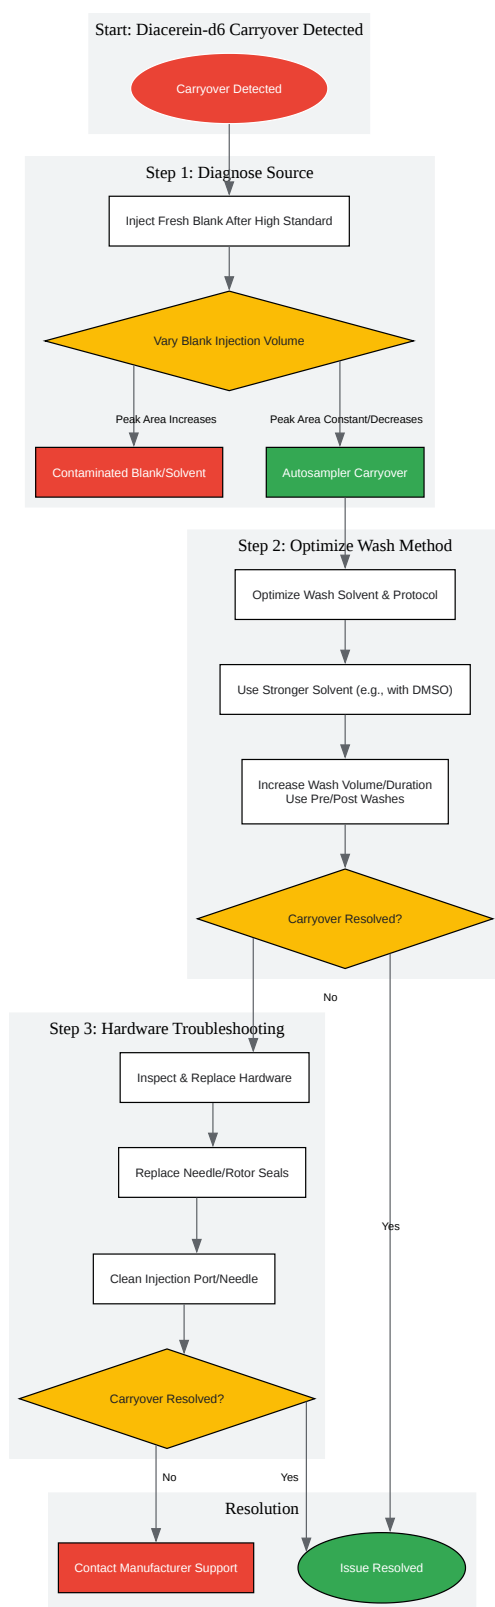 Start: Diacerein-d6 Carryover Detected
Carryover Detected
Step 1: Diagnose Source
Inject Fresh Blank After High Standard
Vary Blank Injection Volume
Peak Area Increases
Peak Area Constant/Decreases
Contaminated Blank/Solvent
Autosampler Carryover
Step 2: Optimize Wash Method
Optimize Wash Solvent & Protocol
Use Stronger Solvent (e.g., with DMSO)
Increase Wash Volume/Duration
Use Pre/Post Washes
Carryover Resolved?
No
Step 3: Hardware Troubleshooting
Inspect & Replace Hardware
Replace Needle/Rotor Seals
Yes
Clean Injection Port/Needle
Carryover Resolved?
No
Yes
Resolution
Contact Manufacturer Support
Issue Resolved